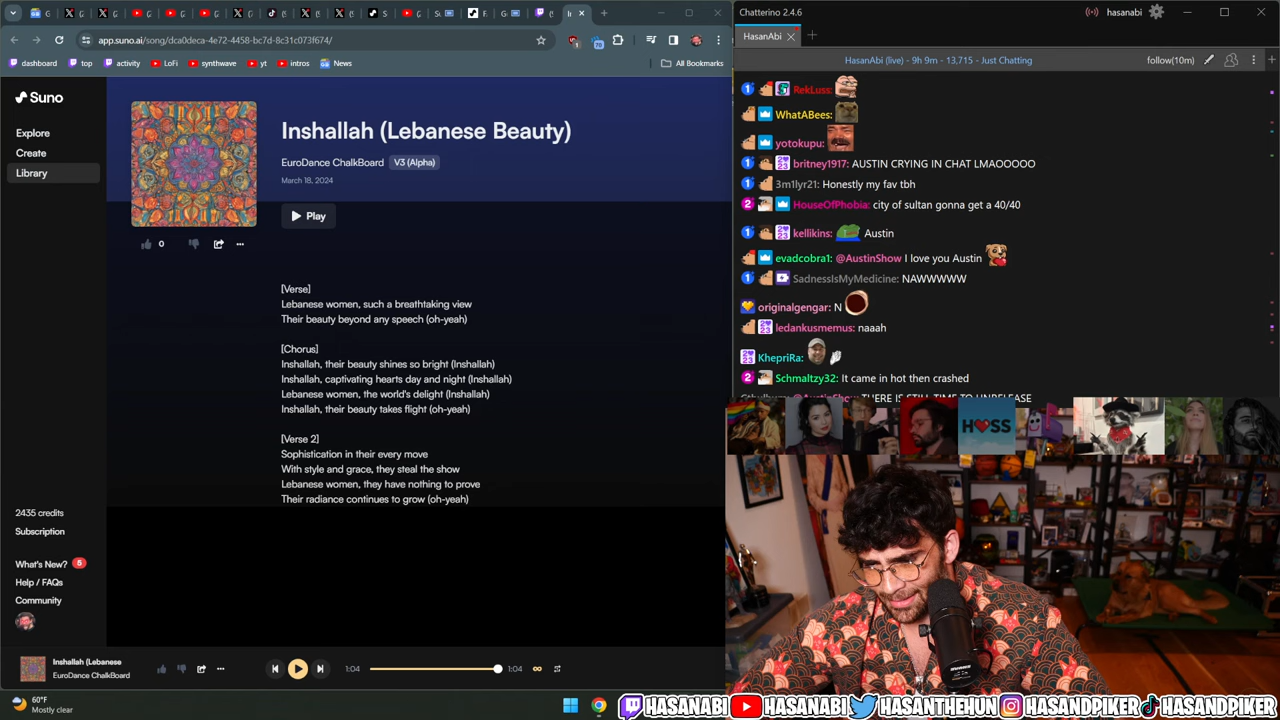 app.suno.ai/song/dca0deca-4e72-4458-bc7d-8c31c073f674/
dashboard
top
activity
LoFi
synthwave
yt
intros
News
All Bookmarks
Suno
Explore
Create
Library
Inshallah (Lebanese Beauty)
EuroDance ChalkBoard
V3 (Alpha)
March 18, 2024
Play
0
[Verse]
Lebanese women, such a breathtaking view
Their beauty beyond any speech (oh-yeah)
[Chorus]
Inshallah, their beauty shines so bright (Inshallah)
Inshallah, captivating hearts day and night (Inshallah)
Lebanese women, the world's delight (Inshallah)
Inshallah, their beauty takes flight (oh-yeah)
[Verse 2]
Sophistication in their every move
With style and grace, they steal the show
Lebanese women, they have nothing to prove
Their radiance continues to grow (oh-yeah)
2435 credits
Subscription
What's New? 5
Help / FAQs
Community
Inshallah (Lebanese
EuroDance ChalkBoard
1:04
1:04
60°F
Mostly clear
Chatterino 2.4.6
hasanabi
HasanAbi
HasanAbi (live) - 9h 9m - 13,715 - Just Chatting
follow(10m)
RekLuss:
WhatABees:
yotokupu:
britney1917: AUSTIN CRYING IN CHAT LMAOOOOO
3m1lyr21: Honestly my fav tbh
HouseOfPhobia: city of sultan gonna get a 40/40
kellikins: Austin
evadcobra1: @AustinShow I love you Austin
SadnessIsMyMedicine: NAWWWWW
originalgengar: N
ledankusmemus: naaah
KhepriRa:
Schmaltzy32: It came in hot then crashed
@AustinShow THERE IS STILL TIME TO UNRELEASE
HOSS
HASANABI
HASANABI
HASANTHEHUN
HASANDPIKER
HASANDPIKER